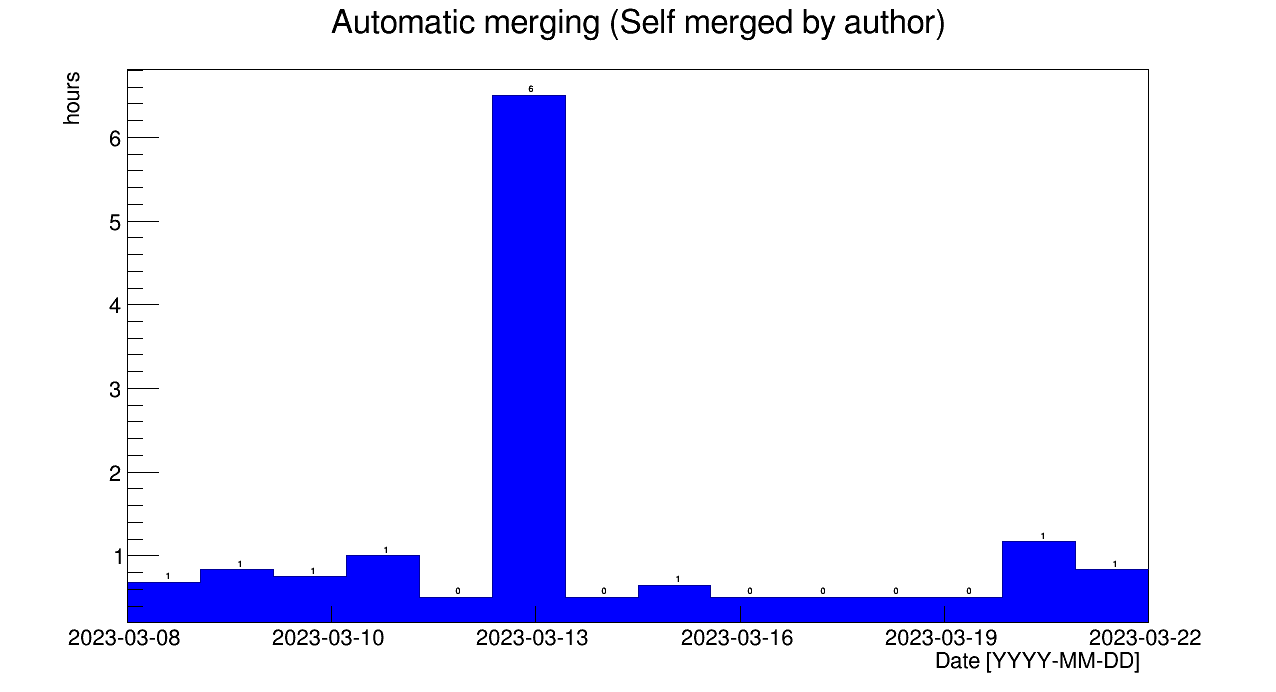 Automatic merging (Self merged by author)
hours
6
5
4
3
2
1
1 1 1 1 0 6 0 1 0 0 0 0 1 1
2023-03-08 2023-03-10 2023-03-13 2023-03-16 2023-03-19 2023-03-22
Date [YYYY-MM-DD]